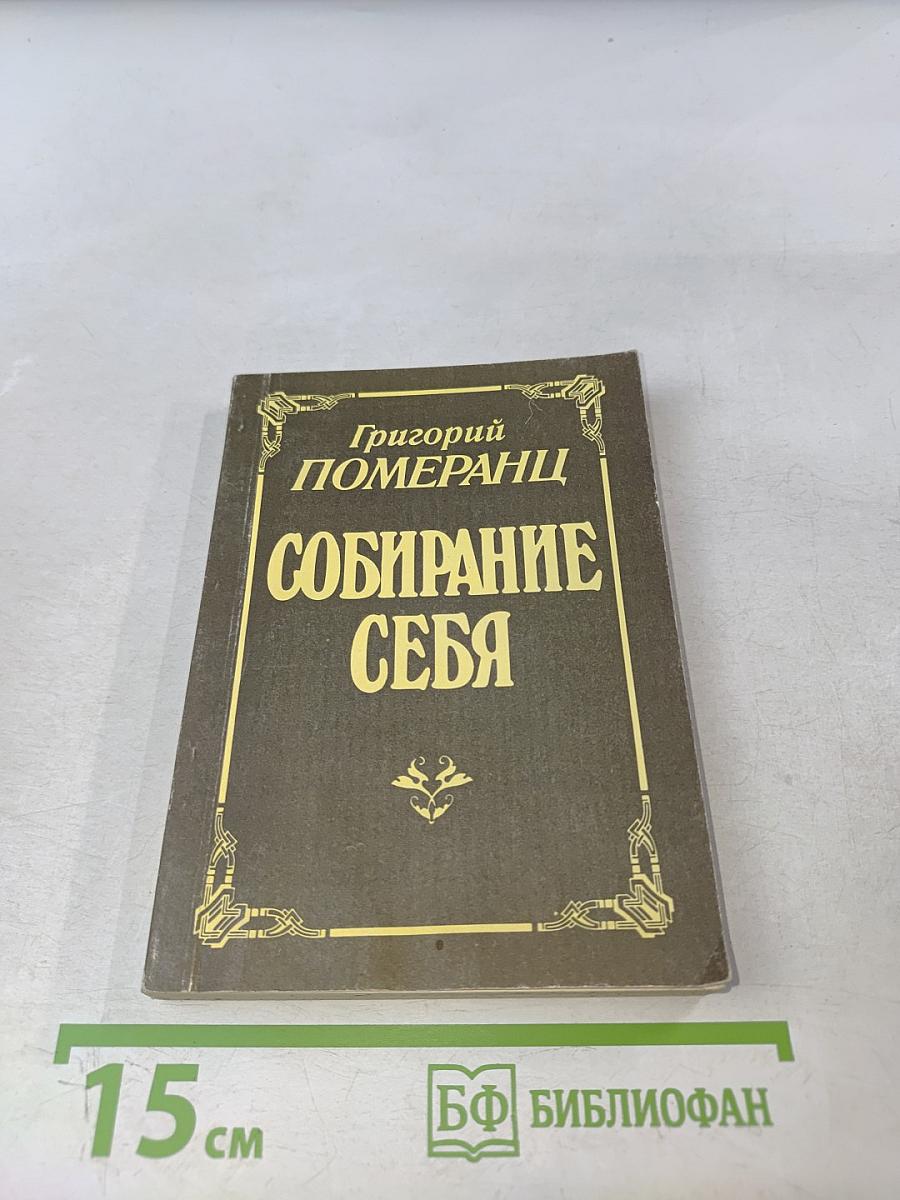 Григорий
ПОМЕРАНЦ
СОБИРАНИЕ
СЕБЯ
15 см
БФ БИБЛИОФАН